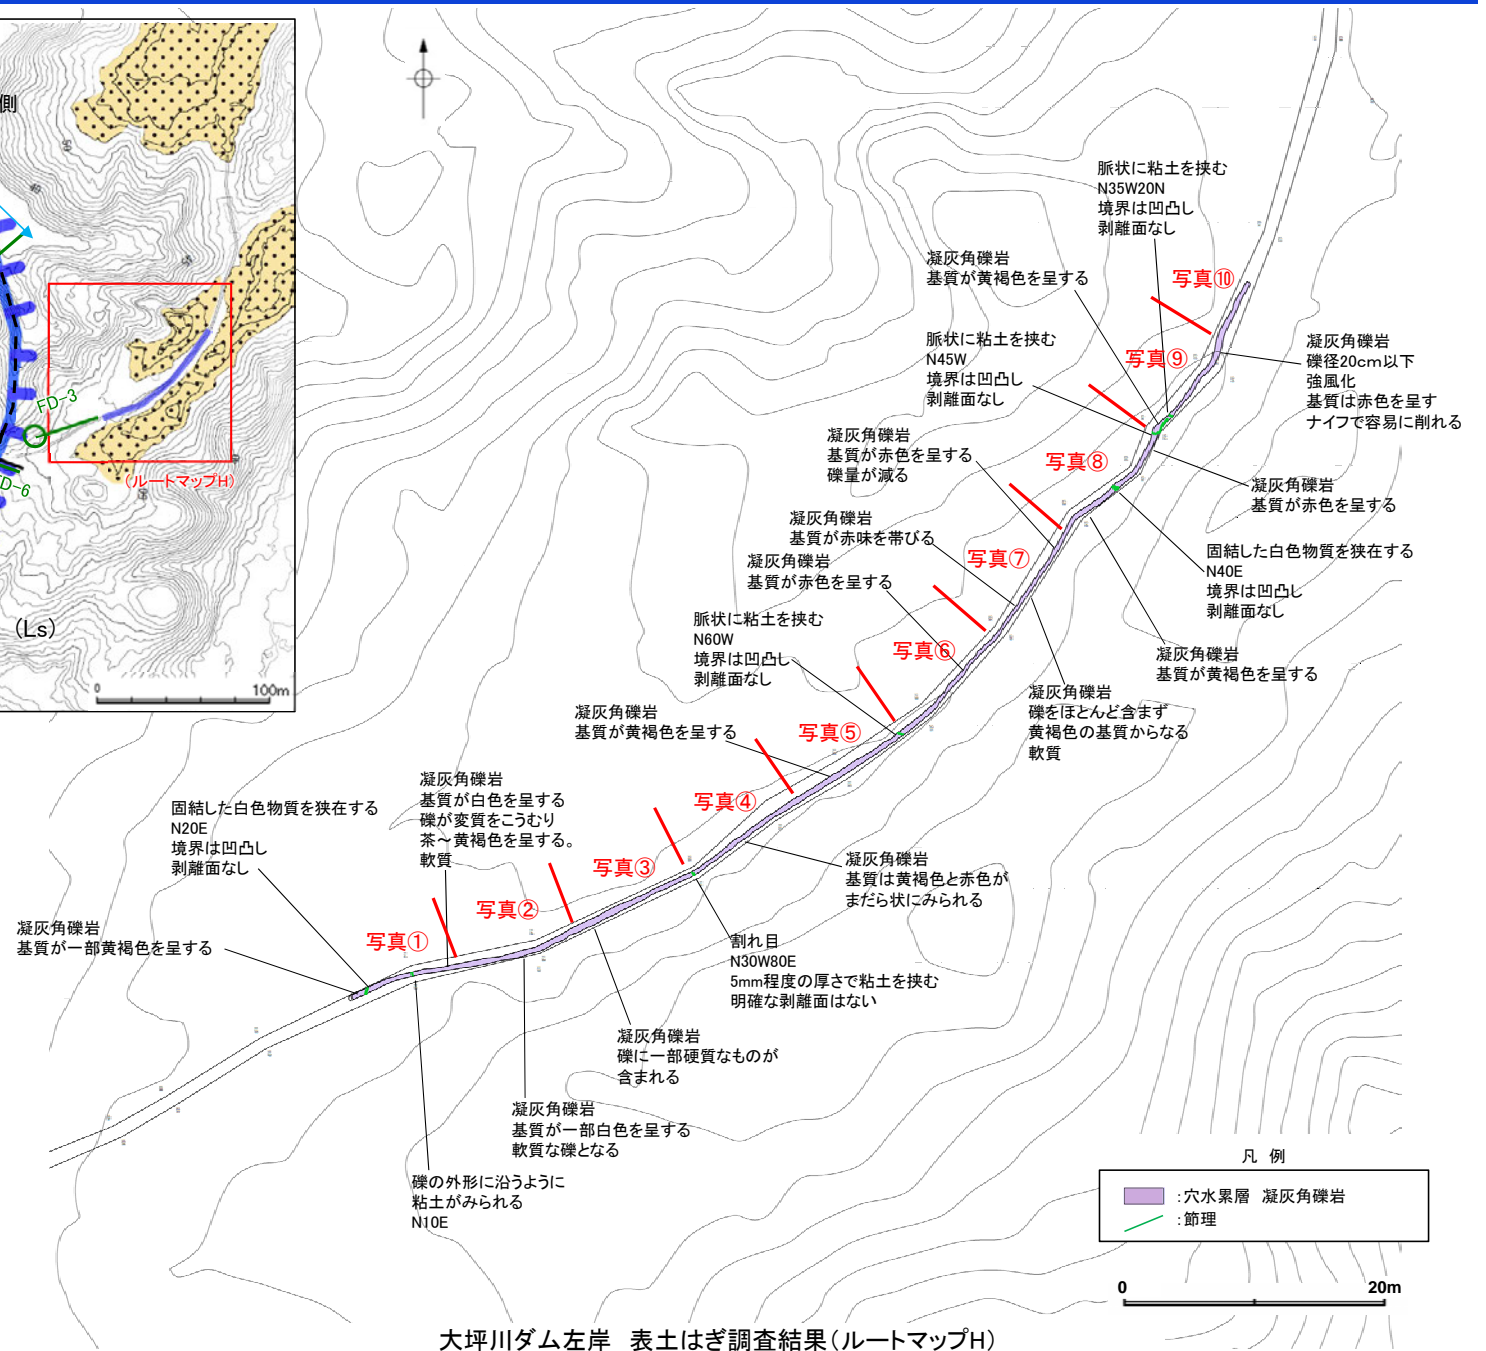 側
FD-3
D-6
(ルートマップH)
(Ls)
0 100m
脈状に粘土を挟む
N35W20N
境界は凹凸し
剥離面なし
写真⑩
凝灰角礫岩
基質が黄褐色を呈する
脈状に粘土を挟む
N45W
境界は凹凸し
剥離面なし
写真⑨
凝灰角礫岩
礫径20cm以下
強風化
基質は赤色を呈す
ナイフで容易に削れる
凝灰角礫岩
基質が赤色を呈する
礫量が減る
写真⑧
凝灰角礫岩
基質が赤色を呈する
凝灰角礫岩
基質が赤味を帯びる
写真⑦
固結した白色物質を狭在する
N40E
境界は凹凸し
剥離面なし
凝灰角礫岩
基質が赤色を呈する
脈状に粘土を挟む
N60W
境界は凹凸し
剥離面なし
写真⑥
凝灰角礫岩
基質が黄褐色を呈する
凝灰角礫岩
礫をほとんど含まず
黄褐色の基質からなる
軟質
凝灰角礫岩
基質が黄褐色を呈する
写真⑤
凝灰角礫岩
基質が白色を呈する
礫が変質をこうむり
茶～黄褐色を呈する。
軟質
写真④
固結した白色物質を狭在する
N20E
境界は凹凸し
剥離面なし
写真③
凝灰角礫岩
基質は黄褐色と赤色が
まだら状にみられる
写真②
凝灰角礫岩
基質が一部黄褐色を呈する
写真①
割れ目
N30W80E
5mm程度の厚さで粘土を挟む
明確な剥離面はない
凝灰角礫岩
礫に一部硬質なものが
含まれる
凝灰角礫岩
基質が一部白色を呈する
軟質な礫となる
礫の外形に沿うように
粘土がみられる
N10E
凡 例
:穴水累層 凝灰角礫岩
:節理
0 20m
大坪川ダム左岸 表土はぎ調査結果(ルートマップH)